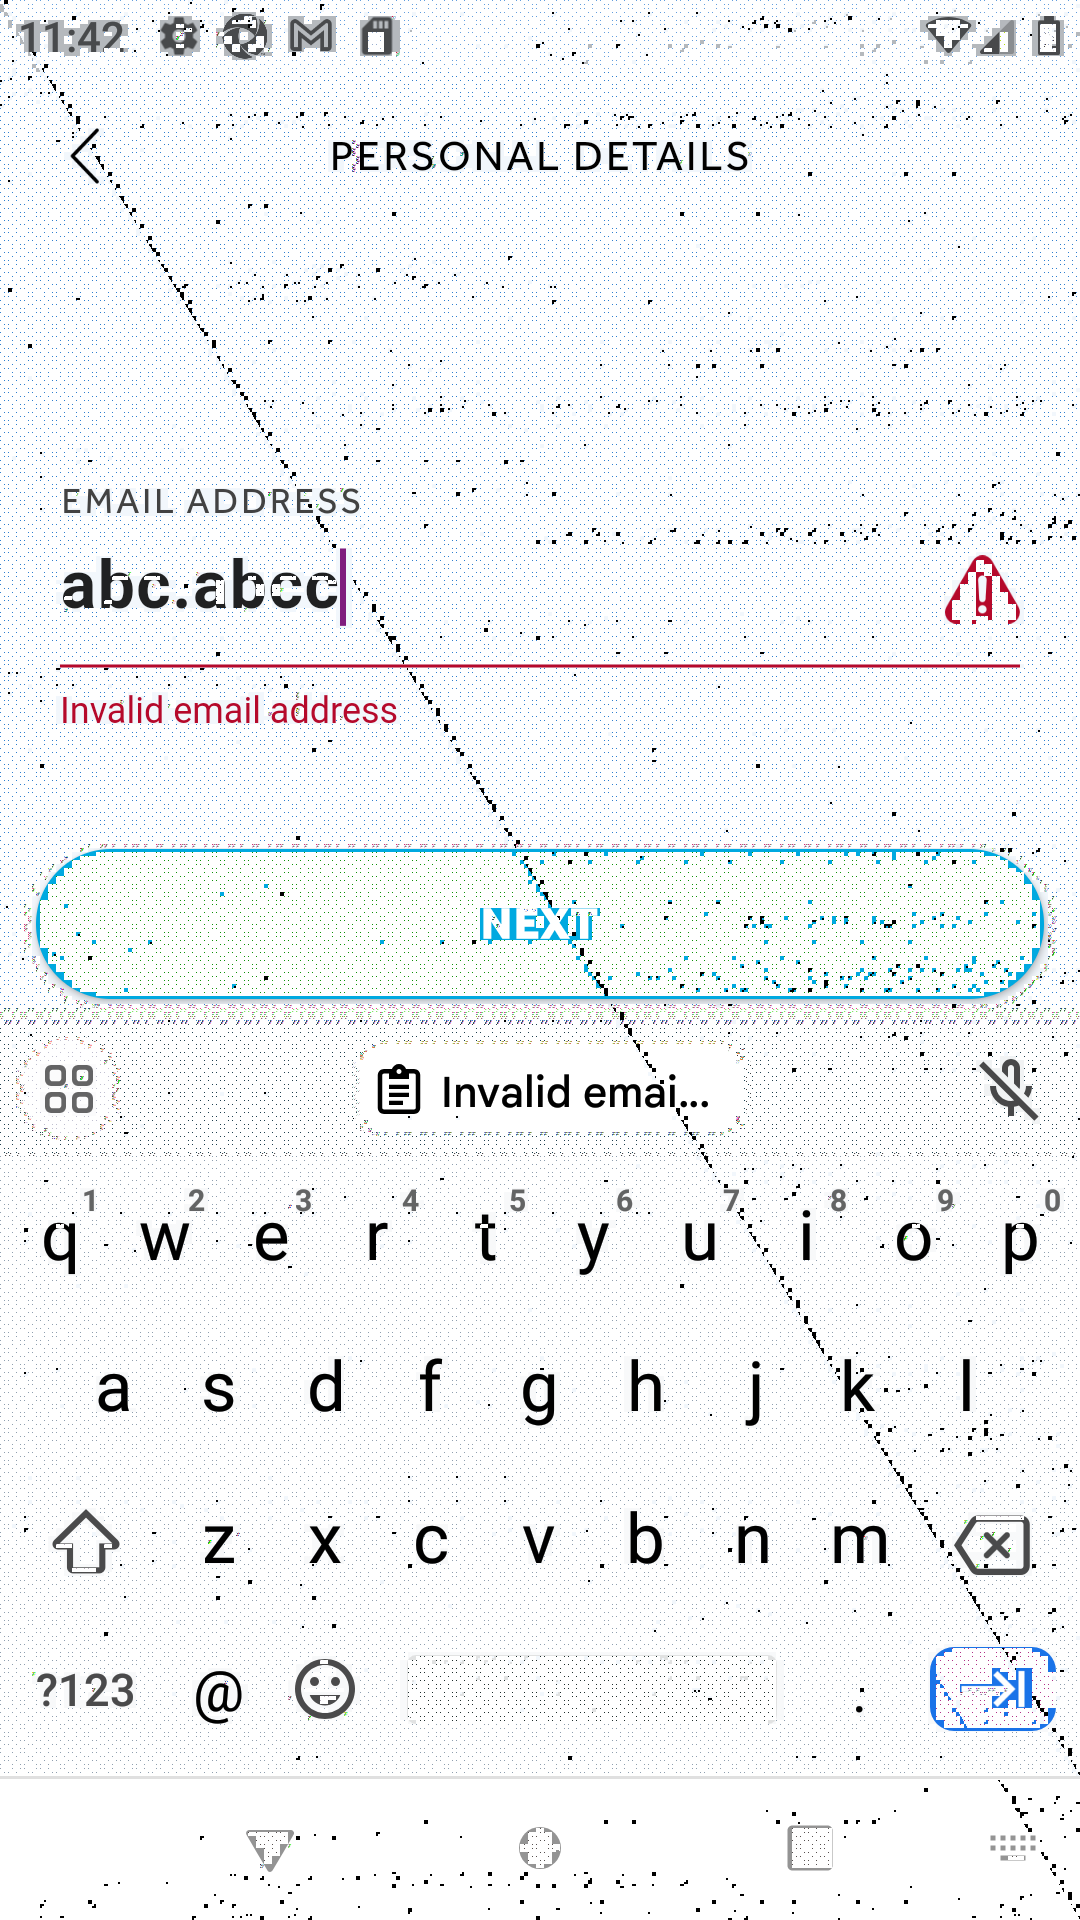 11:42
PERSONAL DETAILS
EMAIL ADDRESS
abc.abcc
Invalid email address
NEXT
Invalid emai...
1 2 3 4 5 6 7 8 9 0
q w e r t y u i o p
a s d f g h j k l
z x c v b n m
?123 @ :